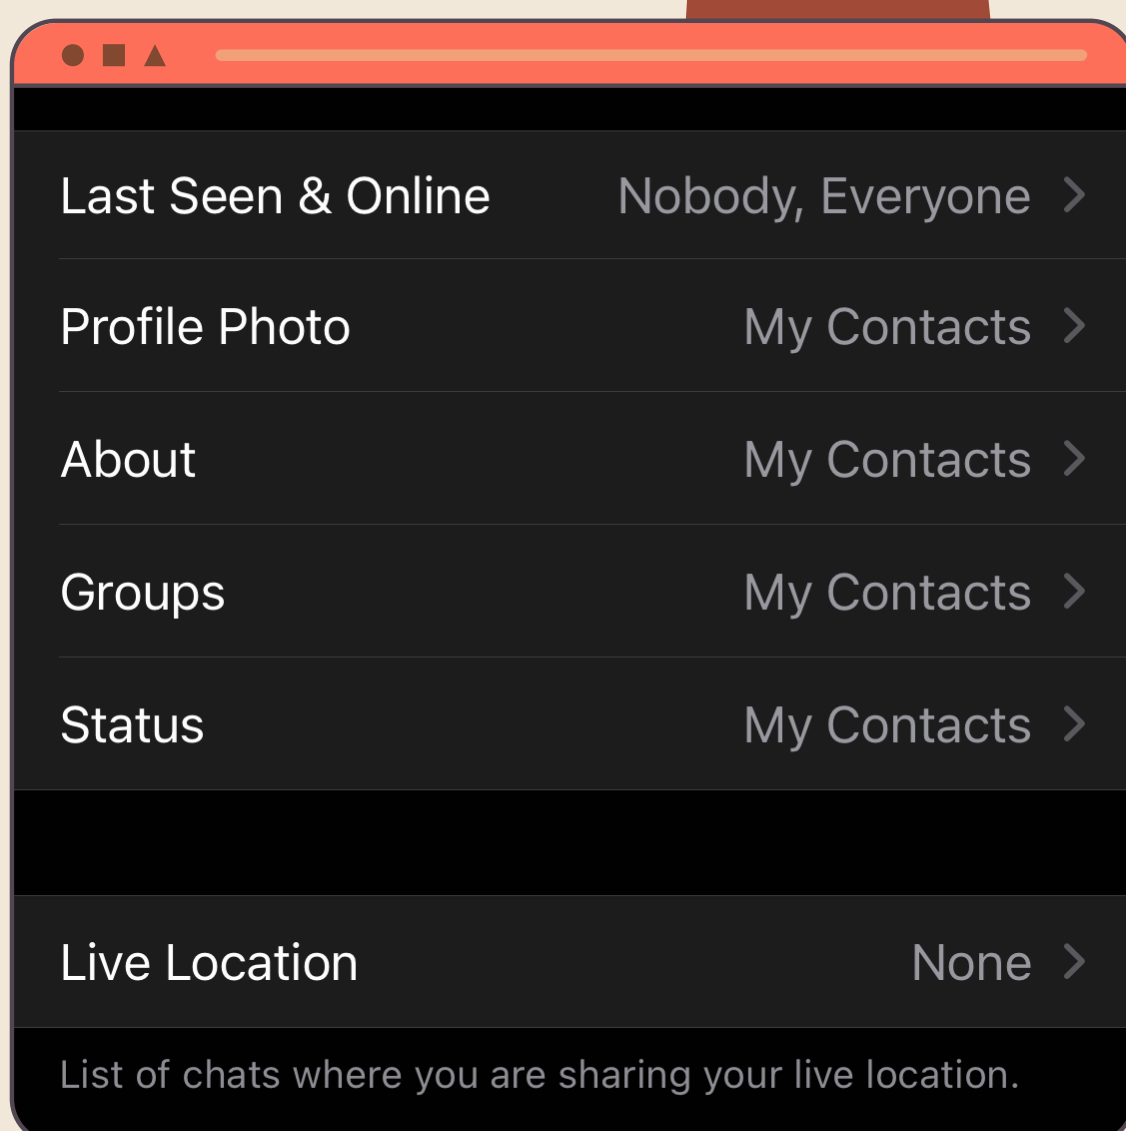 Last Seen & Online Nobody, Everyone
Profile Photo My Contacts
About My Contacts
Groups My Contacts
Status My Contacts
Live Location None
List of chats where you are sharing your live location.